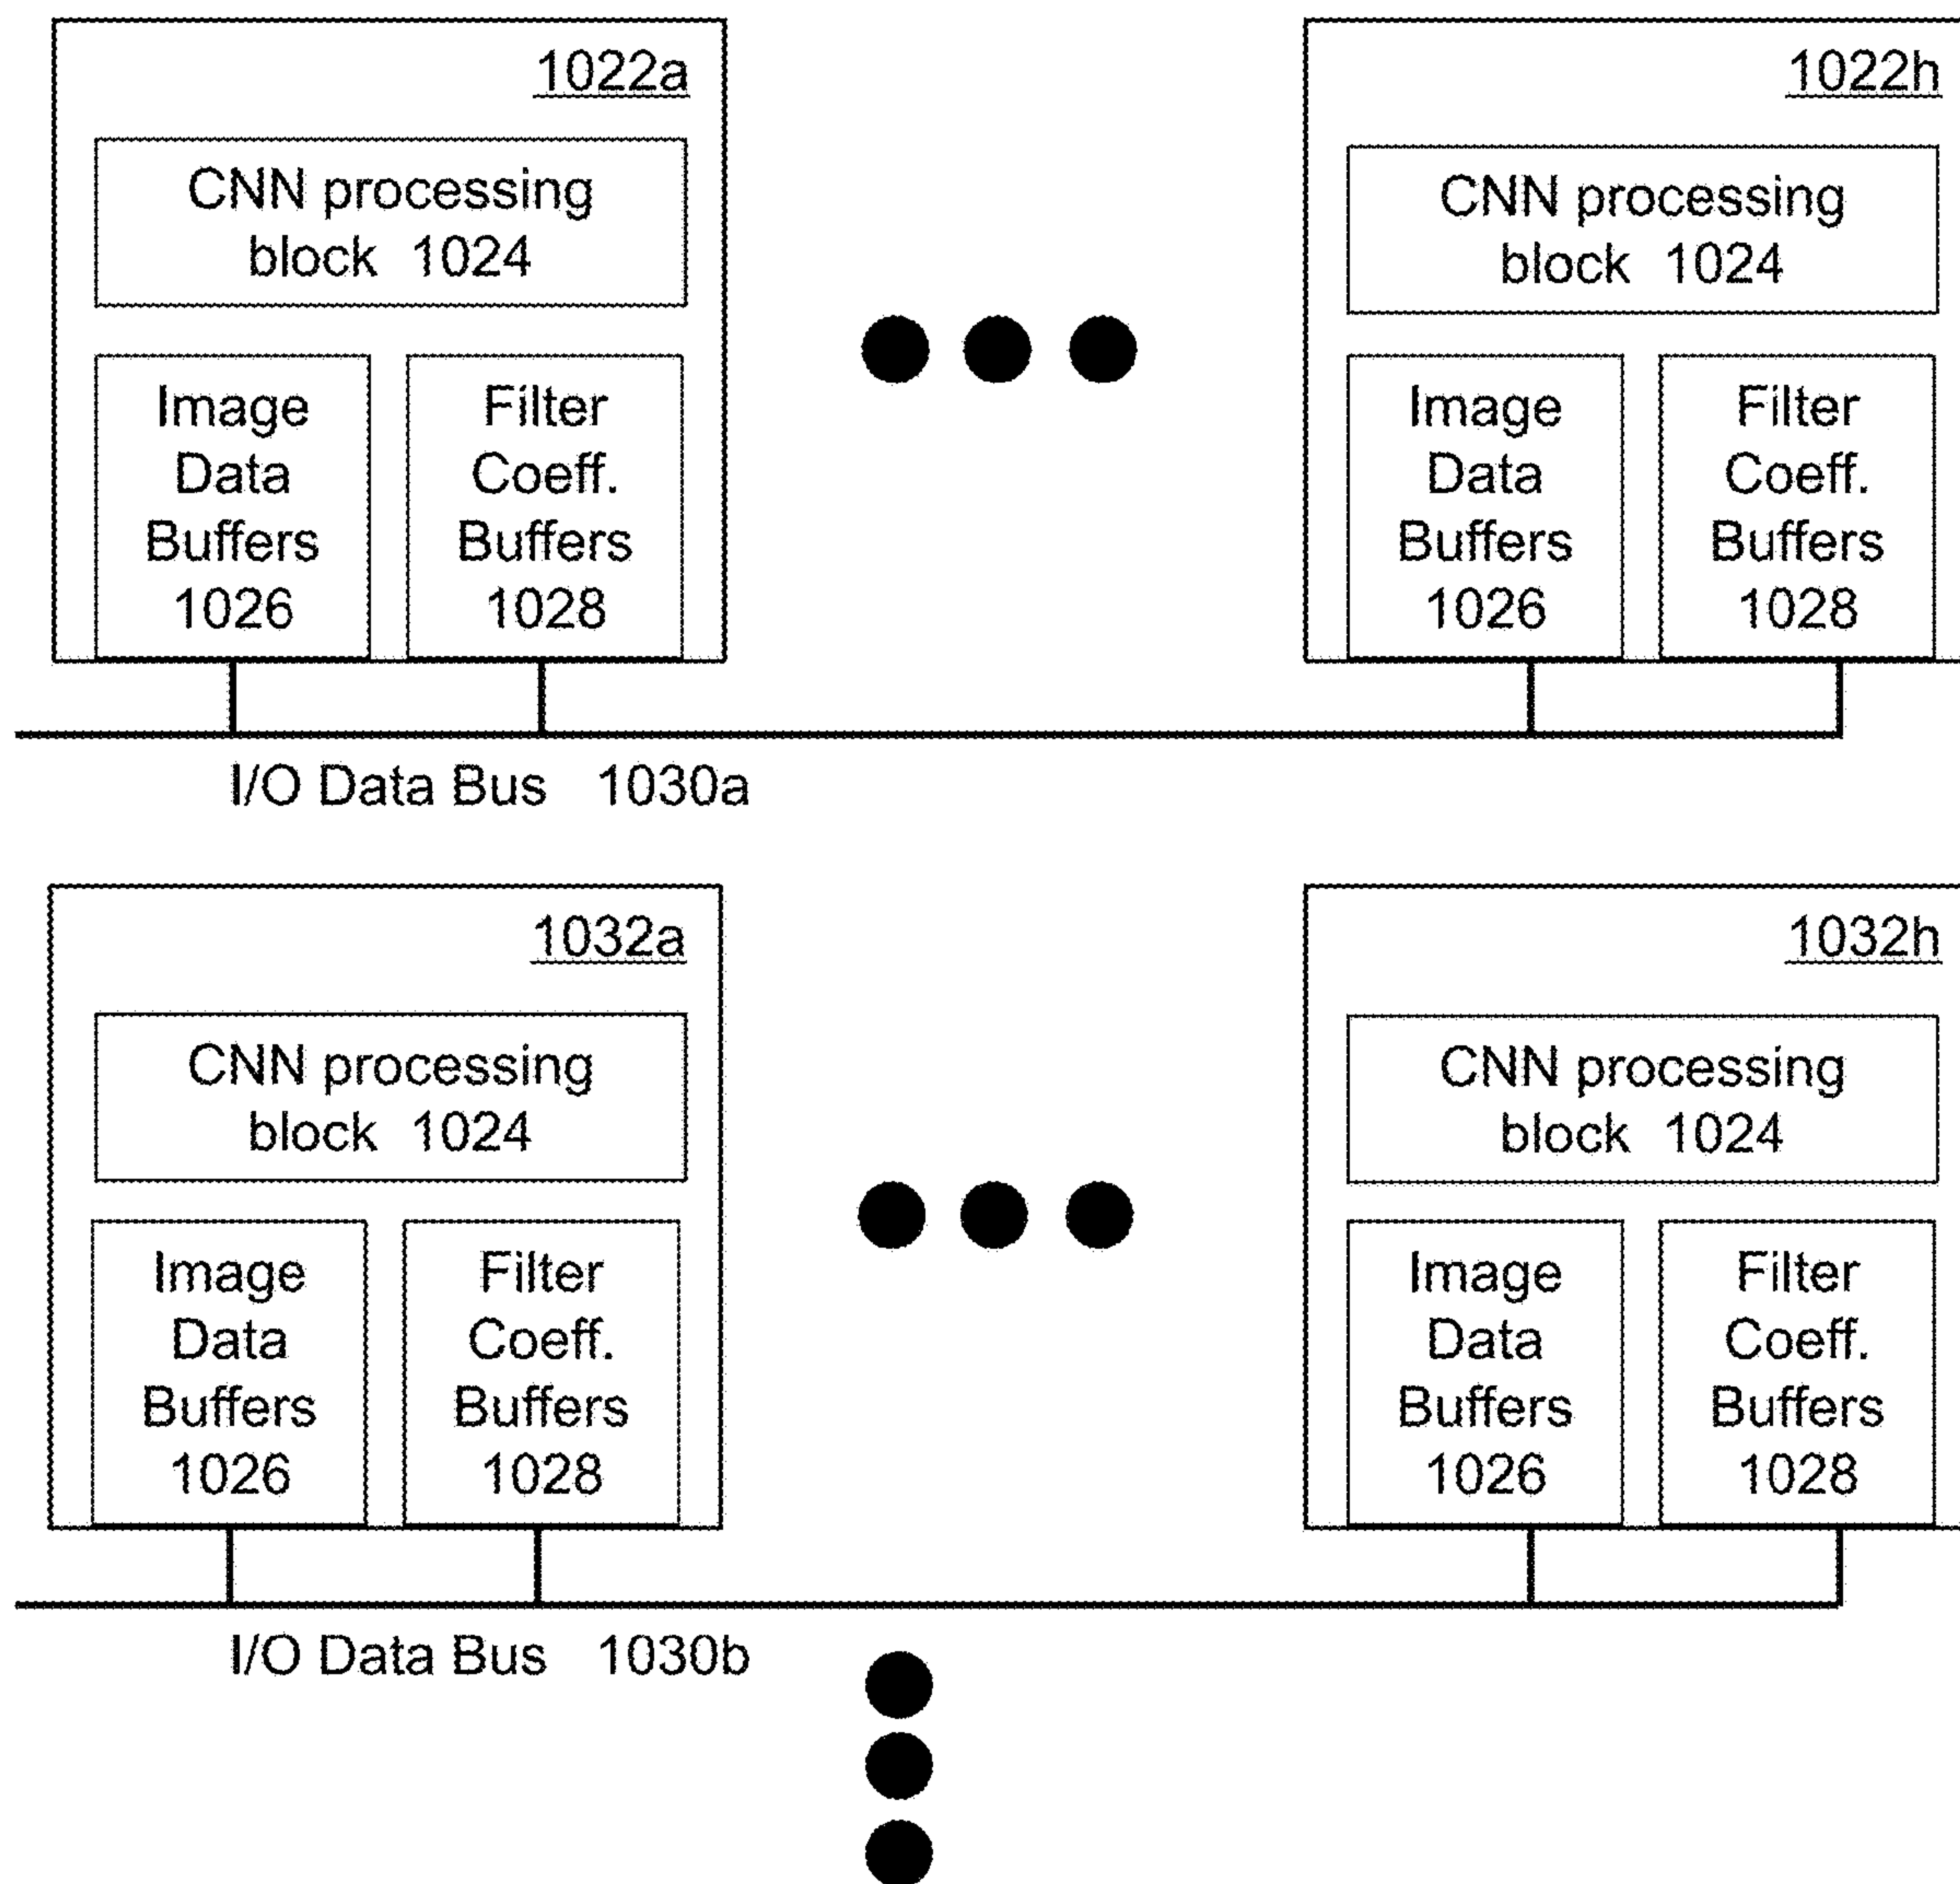 1022a
CNN processing
block 1024
Image
Data
Buffers
1026
Filter
Coeff.
Buffers
1028
1022h
CNN processing
block 1024
Image
Data
Buffers
1026
Filter
Coeff.
Buffers
1028
I/O Data Bus 1030a
1032a
CNN processing
block 1024
Image
Data
Buffers
1026
Filter
Coeff.
Buffers
1028
1032h
CNN processing
block 1024
Image
Data
Buffers
1026
Filter
Coeff.
Buffers
1028
I/O Data Bus 1030b